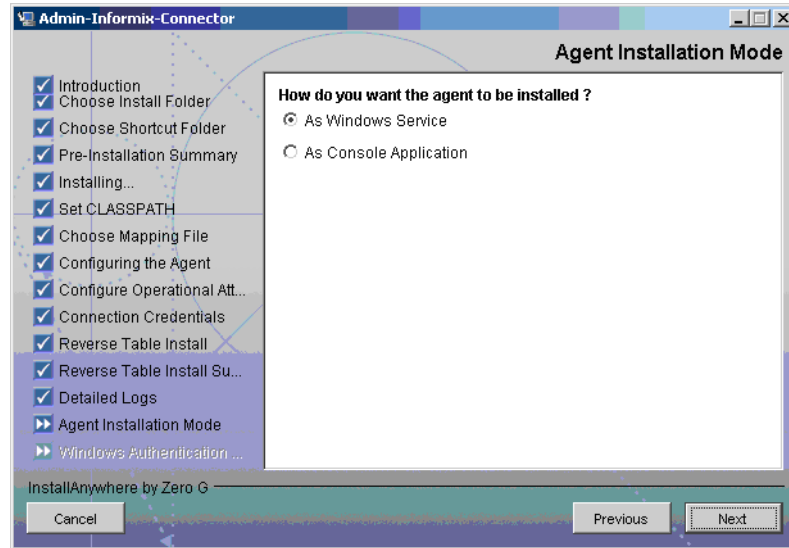 Admin-Informix-Connector
Agent Installation Mode
Introduction
Choose Install Folder
Choose Shortcut Folder
Pre-Installation Summary
Installing...
Set CLASSPATH
Choose Mapping File
Configuring the Agent
Configure Operational Att...
Connection Credentials
Reverse Table Install
Reverse Table Install Su...
Detailed Logs
Agent Installation Mode
Windows Authentication ...
How do you want the agent to be installed ?
As Windows Service
As Console Application
InstallAnywhere by Zero G
Cancel
Previous
Next